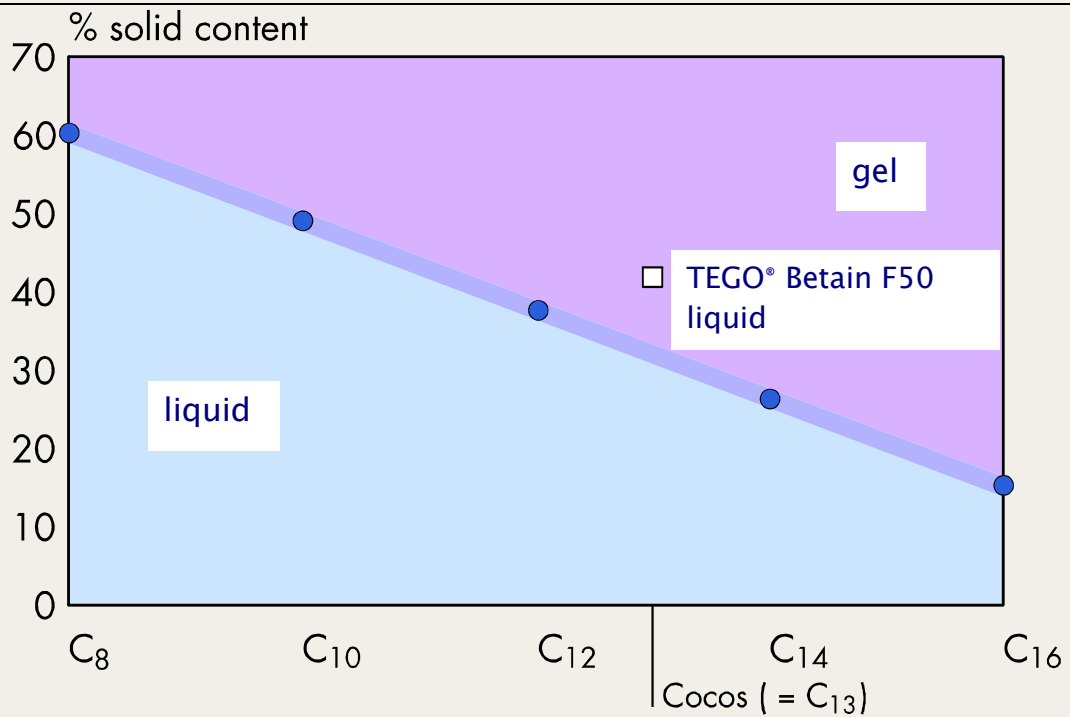 % solid content
70
60
gel
50
TEGO® Betain F50
40
liquid
30
liquid
20
10
0
C₈ C₁₀ C₁₂ C₁₄ C₁₆
Cocos ( = C₁₃)